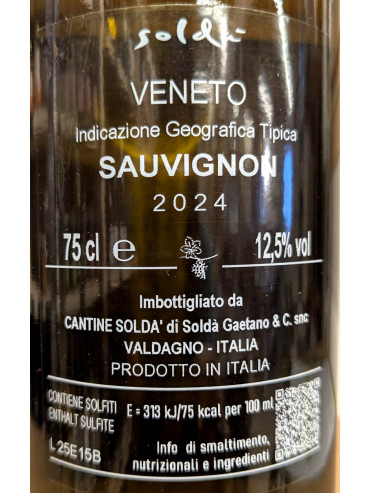 soldà
VENETO
Indicazione Geografica Tipica
SAUVIGNON
2024
75 cl e 12,5% vol
Imbottigliato da
CANTINE SOLDA' di Soldà Gaetano & C. snc
VALDAGNO - ITALIA
PRODOTTO IN ITALIA
CONTIENE SOLFITI
ENTHALT SULFITE
E = 313 kJ/75 kcal per 100 ml
L 25E15B
Info di smaltimento,
nutrizionali e ingredienti